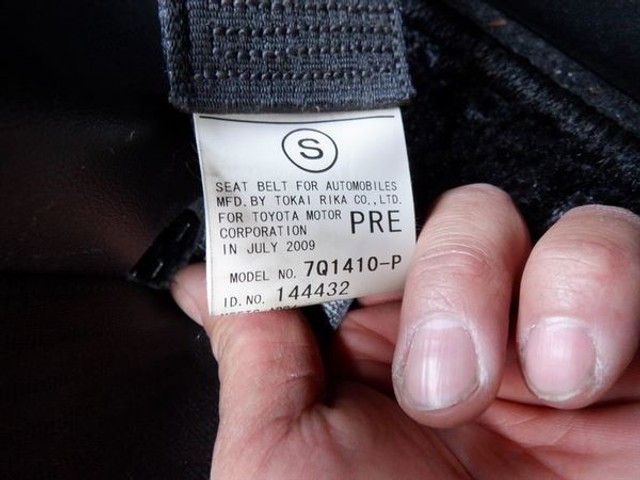 S
SEAT BELT FOR AUTOMOBILES
MFD. BY TOKAI RIKA CO., LTD.
FOR TOYOTA MOTOR PRE
CORPORATION
IN JULY 2009
MODEL NO. 7Q1410-P
ID. NO. 144432